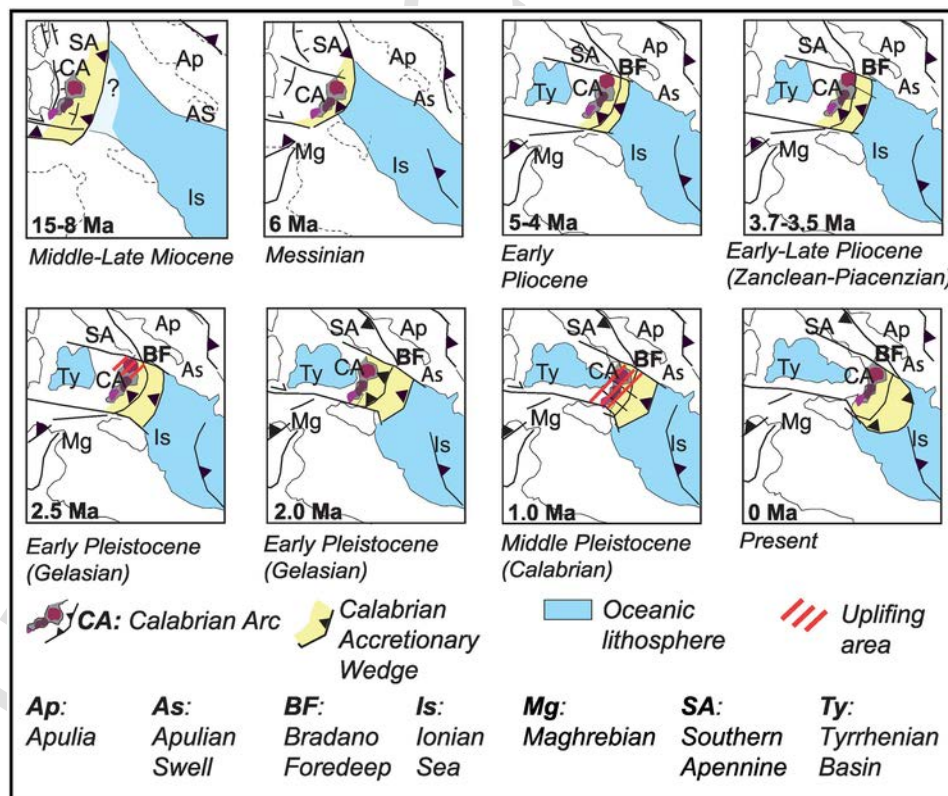 SA
Ap
CA
?
AS
Is
15-8 Ma
Middle-Late Miocene
SA
Ap
CA
As
Is
6 Ma
Messinian
SA
Ap
BF
Ty
CA
As
Mg
Is
5-4 Ma
Early
Pliocene
SA
Ap
BF
Ty
CA
As
Mg
Is
3.7-3.5 Ma
Early-Late Pliocene
(Zanclean-Piacenzian)
SA
Ap
BF
Ty
CA
As
Mg
Is
2.5 Ma
Early Pleistocene
(Gelasian)
SA
Ap
BF
Ty
CA
As
Mg
Is
2.0 Ma
Early Pleistocene
(Gelasian)
SA
Ap
BF
Ty
CA
As
Mg
Is
1.0 Ma
Middle Pleistocene
(Calabrian)
SA
Ap
BF
Ty
CA
As
Mg
Is
0 Ma
Present
CA: Calabrian Arc
Calabrian
Accretionary
Wedge
Oceanic
lithosphere
Uplifing
area
Ap:
Apulia
As:
Apulian
Swell
BF:
Bradano
Foredeep
Is:
Ionian
Sea
Mg:
Maghrebian
SA:
Southern
Apennine
Ty:
Tyrrhenian
Basin